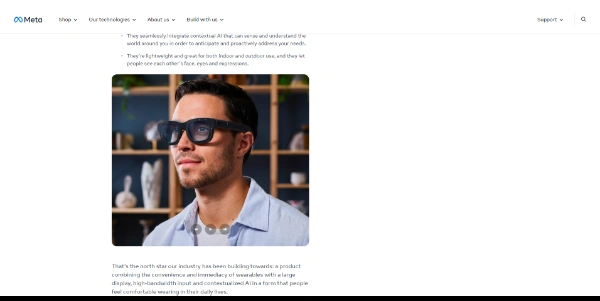 Meta
Shop
Our technologies
About us
Build with us
Support
They seamlessly integrate contextual AI that can sense and understand the
world around you in order to anticipate and proactively address your needs.
They're lightweight and great for both indoor and outdoor use, and they let
people see each other's face, eyes and expressions.
That's the north star our industry has been building towards: a product
combining the convenience and immediacy of wearables with a large
display, high-bandwidth input and contextualized AI in a form that people
feel comfortable wearing in their daily lives.